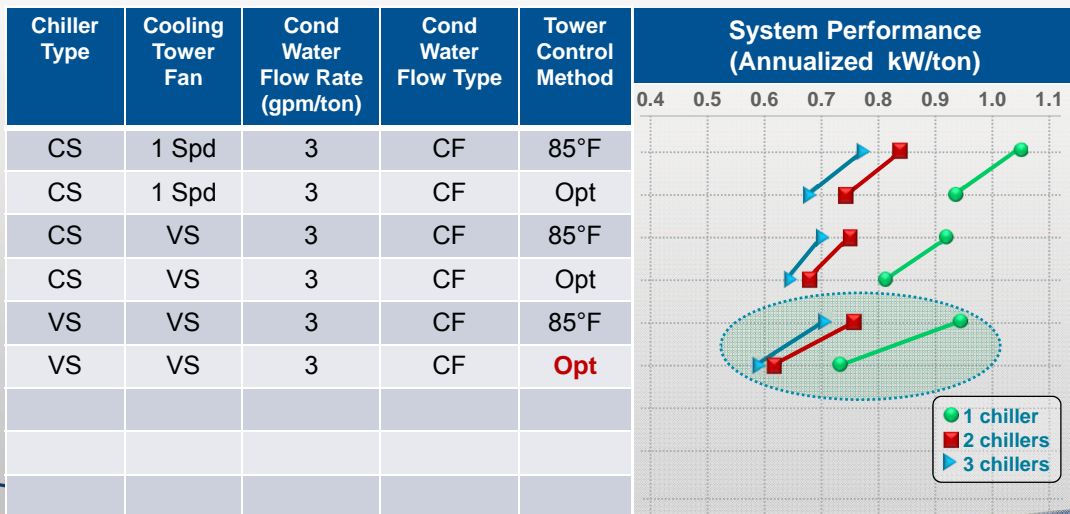 Chiller
Type
Cooling
Tower
Fan
Cond
Water
Flow Rate
(gpm/ton)
Cond
Water
Flow Type
Tower
Control
Method
System Performance
(Annualized kW/ton)
0.4 0.5 0.6 0.7 0.8 0.9 1.0 1.1
CS 1 Spd 3 CF 85°F
CS 1 Spd 3 CF Opt
CS VS 3 CF 85°F
CS VS 3 CF Opt
VS VS 3 CF 85°F
VS VS 3 CF Opt
1 chiller
2 chillers
3 chillers